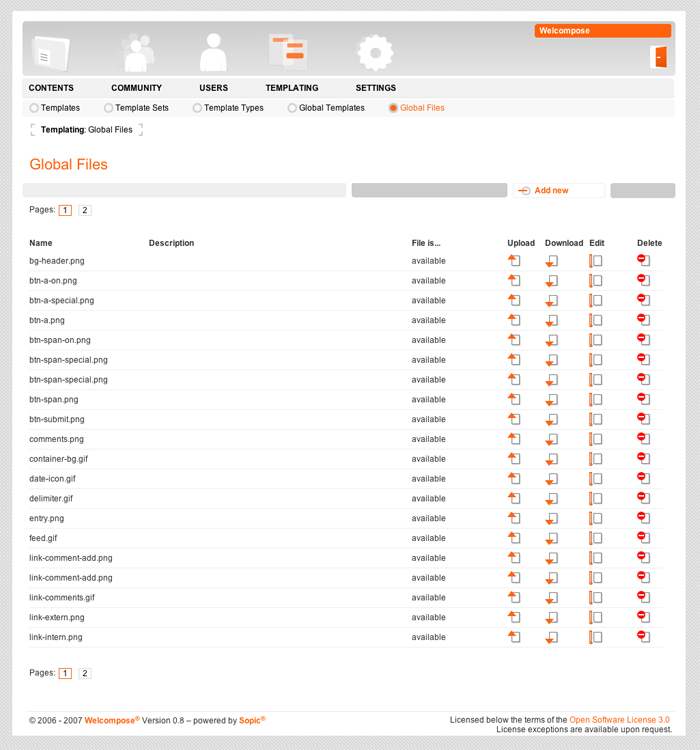 Welcompose
CONTENTS COMMUNITY USERS TEMPLATING SETTINGS
Templates Template Sets Template Types Global Templates Global Files
Templating: Global Files
Global Files
Add new
Pages: 1 2
Name Description File is... Upload Download Edit Delete
bg-header.png available
btn-a-on.png available
btn-a-special.png available
btn-a.png available
btn-span-on.png available
btn-span-special.png available
btn-span-special.png available
btn-span.png available
btn-submit.png available
comments.png available
container-bg.gif available
date-icon.gif available
delimiter.gif available
entry.png available
feed.gif available
link-comment-add.png available
link-comment-add.png available
link-comments.gif available
link-extern.png available
link-intern.png available
Pages: 1 2
© 2006 - 2007 Welcompose® Version 0.8 – powered by Sopic® Licensed below the terms of the Open Software License 3.0
License exceptions are available upon request.